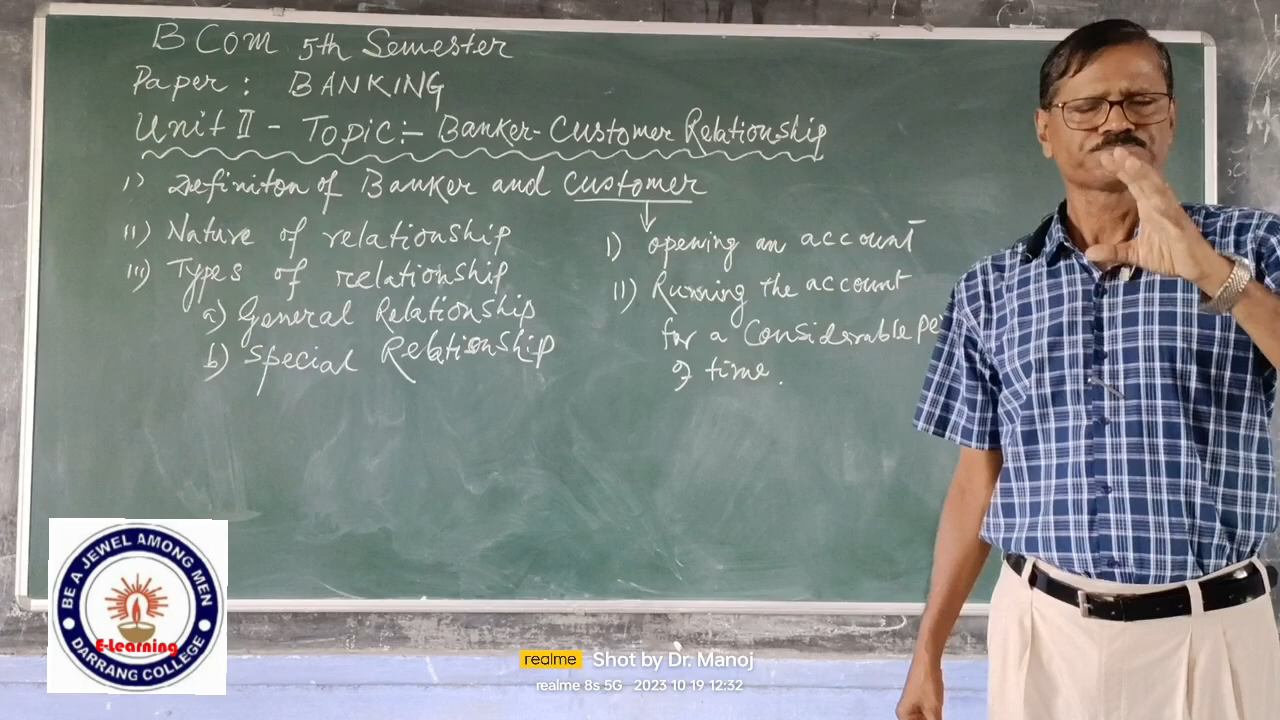 B Com 5th Semester
Paper: BANKING
Unit II - Topic:- Banker-Customer Relationship
i) Definiton of Banker and Customer
ii) Nature of relationship
iii) Types of relationship
a) General Relationship
b) Special Relationship
I) opening an account
II) Running the account
for a Considerable pe
of time.
BE A JEWEL AMONG MEN
E-Learning
DARRANG COLLEGE
realme Shot by Dr. Manoj
realme 8s 5G 2023 10 19 12:32